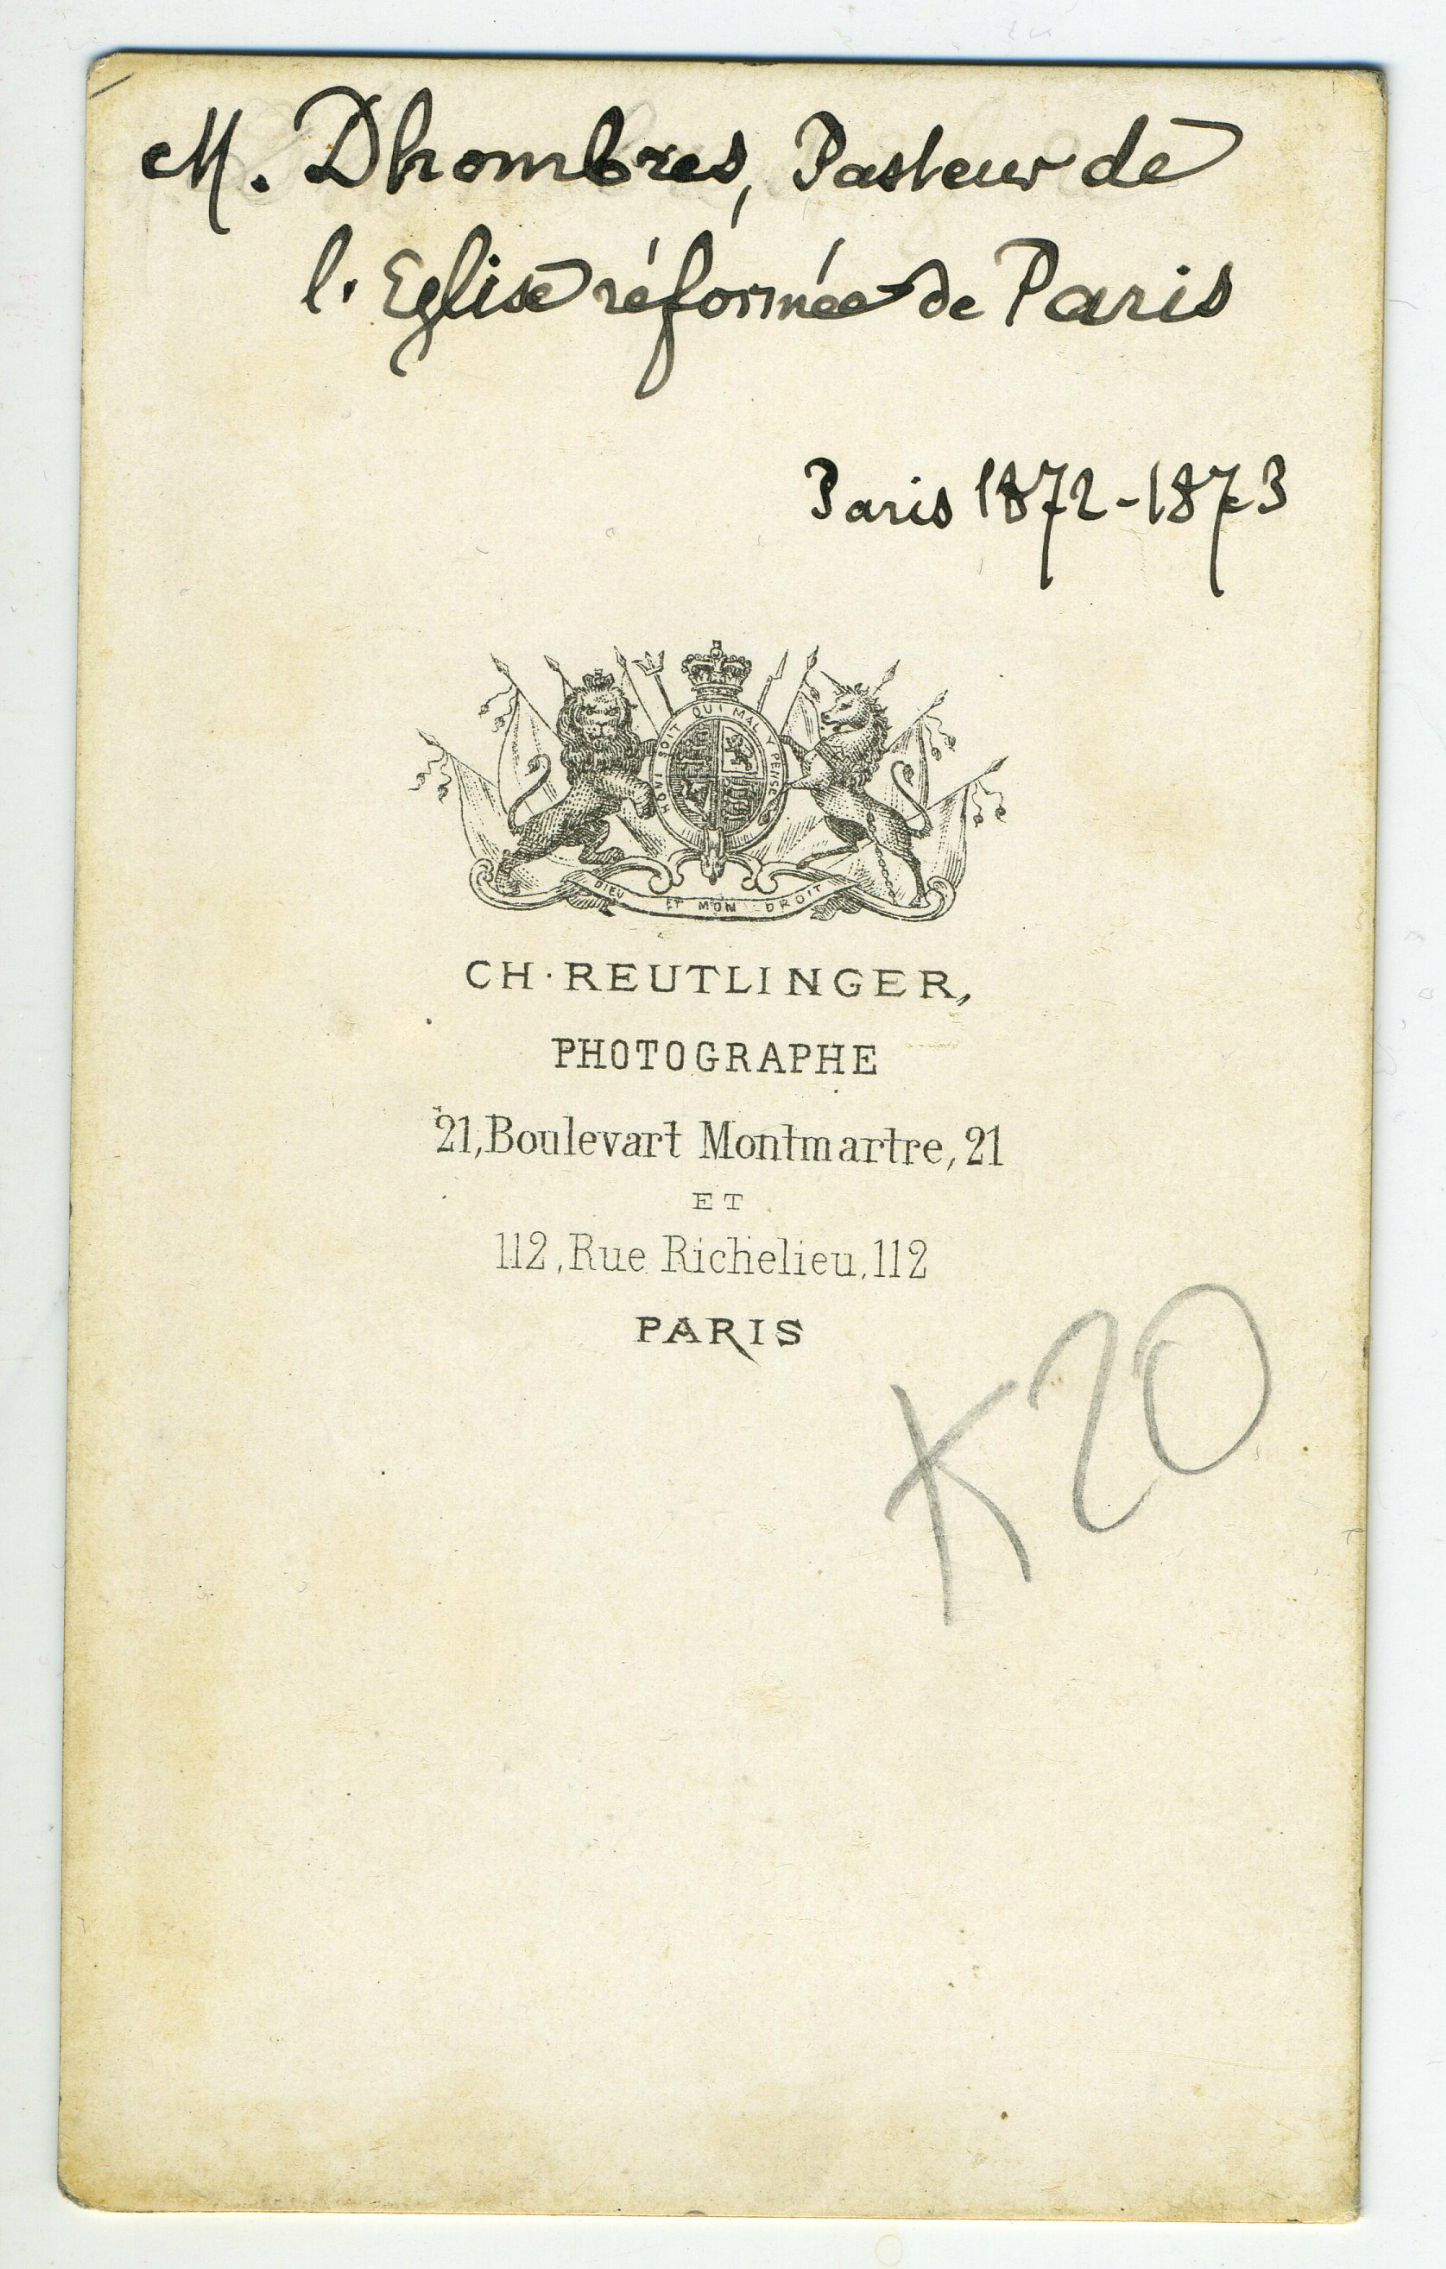 M. Dhombres, Pasteur de
l'Eglise réformée de Paris
Paris 1872-1873
HONI SOIT QUI MAL Y PENSE
DIEU ET MON DROIT
CH. REUTLINGER,
PHOTOGRAPHE
21, Boulevart Montmartre, 21
ET
112, Rue Richelieu, 112
PARIS
K20